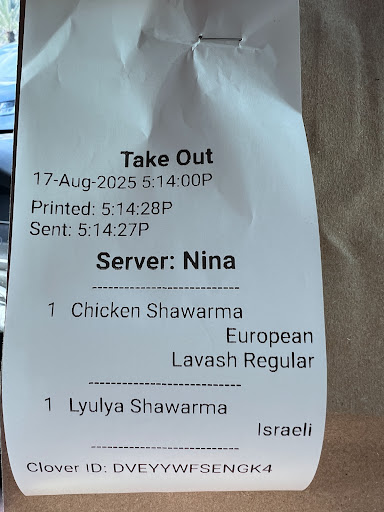 Take Out
17-Aug-2025 5:14:00P
Printed: 5:14:28P
Sent: 5:14:27P
Server: Nina
--------------------------
1 Chicken Shawarma
European
Lavash Regular
--------------------------
1 Lyulya Shawarma
Israeli
--------------------------
Clover ID: DVEYYWFSENGK4